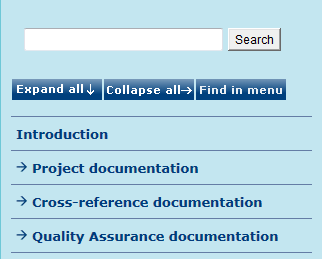 Search
Expand all↓ Collapse all→ Find in menu
Introduction
→ Project documentation
→ Cross-reference documentation
→ Quality Assurance documentation